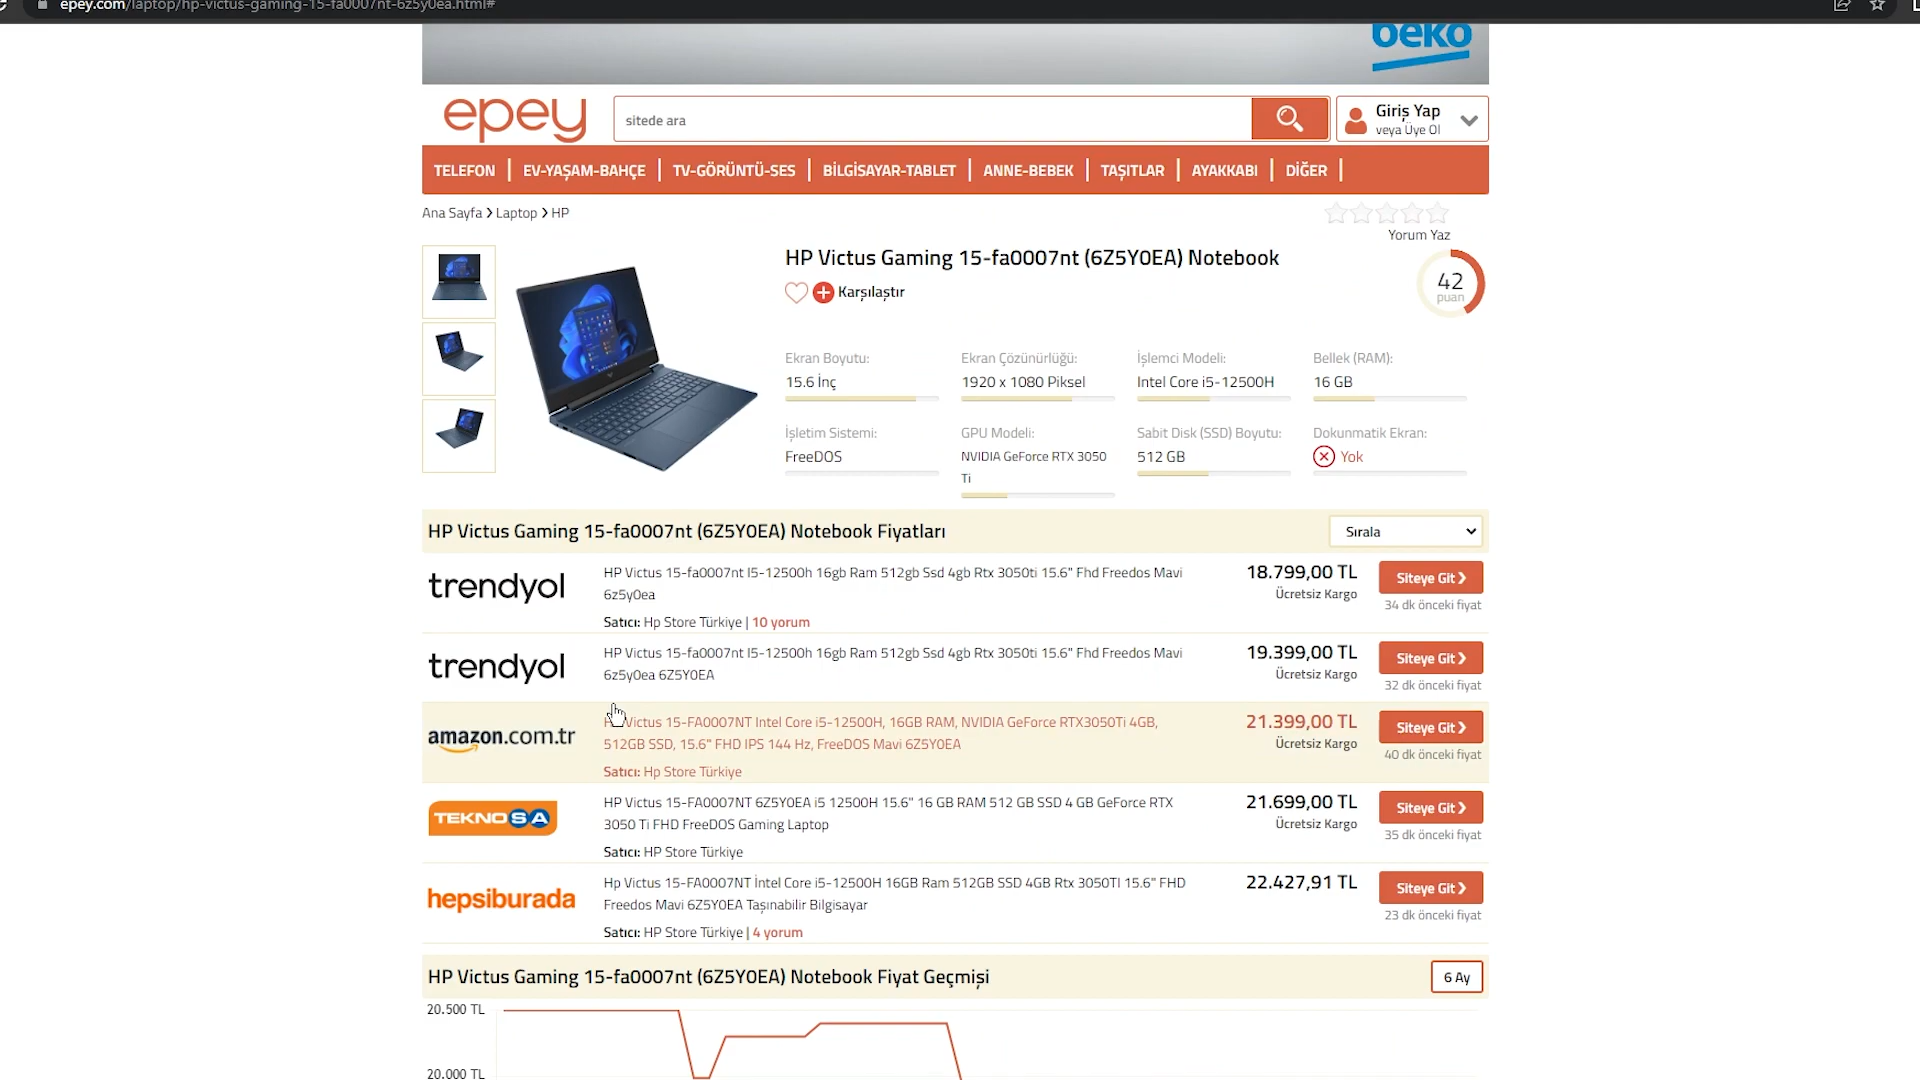 epey.com/laptop/hp-victus-gaming-15-fa0007nt-6z5y0ea.html#
beko
epey
sitede ara
Giriş Yap
veya Üye Ol
TELEFON
EV-YAŞAM-BAHÇE
TV-GÖRÜNTÜ-SES
BİLGİSAYAR-TABLET
ANNE-BEBEK
TAŞITLAR
AYAKKABI
DİĞER
Ana Sayfa > Laptop > HP
Yorum Yaz
HP Victus Gaming 15-fa0007nt (6Z5Y0EA) Notebook
Karşılaştır
42
puan
Ekran Boyutu:
15.6 İnç
Ekran Çözünürlüğü:
1920 x 1080 Piksel
İşlemci Modeli:
Intel Core i5-12500H
Bellek (RAM):
16 GB
İşletim Sistemi:
FreeDOS
GPU Modeli:
NVIDIA GeForce RTX 3050
Ti
Sabit Disk (SSD) Boyutu:
512 GB
Dokunmatik Ekran:
Yok
HP Victus Gaming 15-fa0007nt (6Z5Y0EA) Notebook Fiyatları
Sırala
trendyol
HP Victus 15-fa0007nt I5-12500h 16gb Ram 512gb Ssd 4gb Rtx 3050ti 15.6" Fhd Freedos Mavi
6z5y0ea
Satıcı: Hp Store Türkiye | 10 yorum
18.799,00 TL
Ücretsiz Kargo
Siteye Git >
34 dk önceki fiyat
trendyol
HP Victus 15-fa0007nt I5-12500h 16gb Ram 512gb Ssd 4gb Rtx 3050ti 15.6" Fhd Freedos Mavi
6z5y0ea 6Z5Y0EA
19.399,00 TL
Ücretsiz Kargo
Siteye Git >
32 dk önceki fiyat
amazon.com.tr
HP Victus 15-FA0007NT Intel Core i5-12500H, 16GB RAM, NVIDIA GeForce RTX3050Ti 4GB,
512GB SSD, 15.6" FHD IPS 144 Hz, FreeDOS Mavi 6Z5Y0EA
Satıcı: Hp Store Türkiye
21.399,00 TL
Ücretsiz Kargo
Siteye Git >
40 dk önceki fiyat
TEKNOSA
HP Victus 15-FA0007NT 6Z5Y0EA i5 12500H 15.6" 16 GB RAM 512 GB SSD 4 GB GeForce RTX
3050 Ti FHD FreeDOS Gaming Laptop
Satıcı: HP Store Türkiye
21.699,00 TL
Ücretsiz Kargo
Siteye Git >
35 dk önceki fiyat
hepsiburada
Hp Victus 15-FA0007NT İntel Core i5-12500H 16GB Ram 512GB SSD 4GB Rtx 3050TI 15.6" FHD
Freedos Mavi 6Z5Y0EA Taşınabilir Bilgisayar
Satıcı: HP Store Türkiye | 4 yorum
22.427,91 TL
Siteye Git >
23 dk önceki fiyat
HP Victus Gaming 15-fa0007nt (6Z5Y0EA) Notebook Fiyat Geçmişi
6 Ay
20.500 TL
20.000 TL